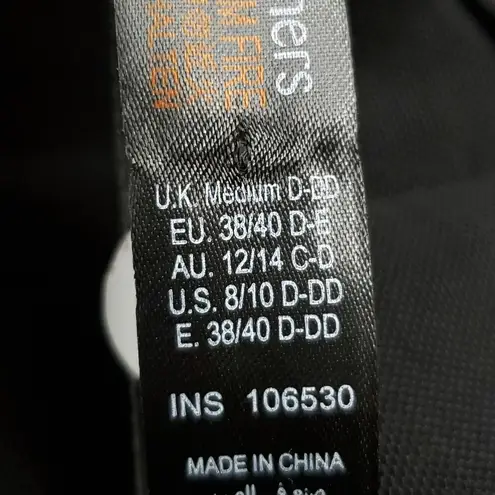 FIRE
U.K. Medium D-DD
EU. 38/40 D-E
AU. 12/14 C-D
U.S. 8/10 D-DD
E. 38/40 D-DD
INS 106530
MADE IN CHINA